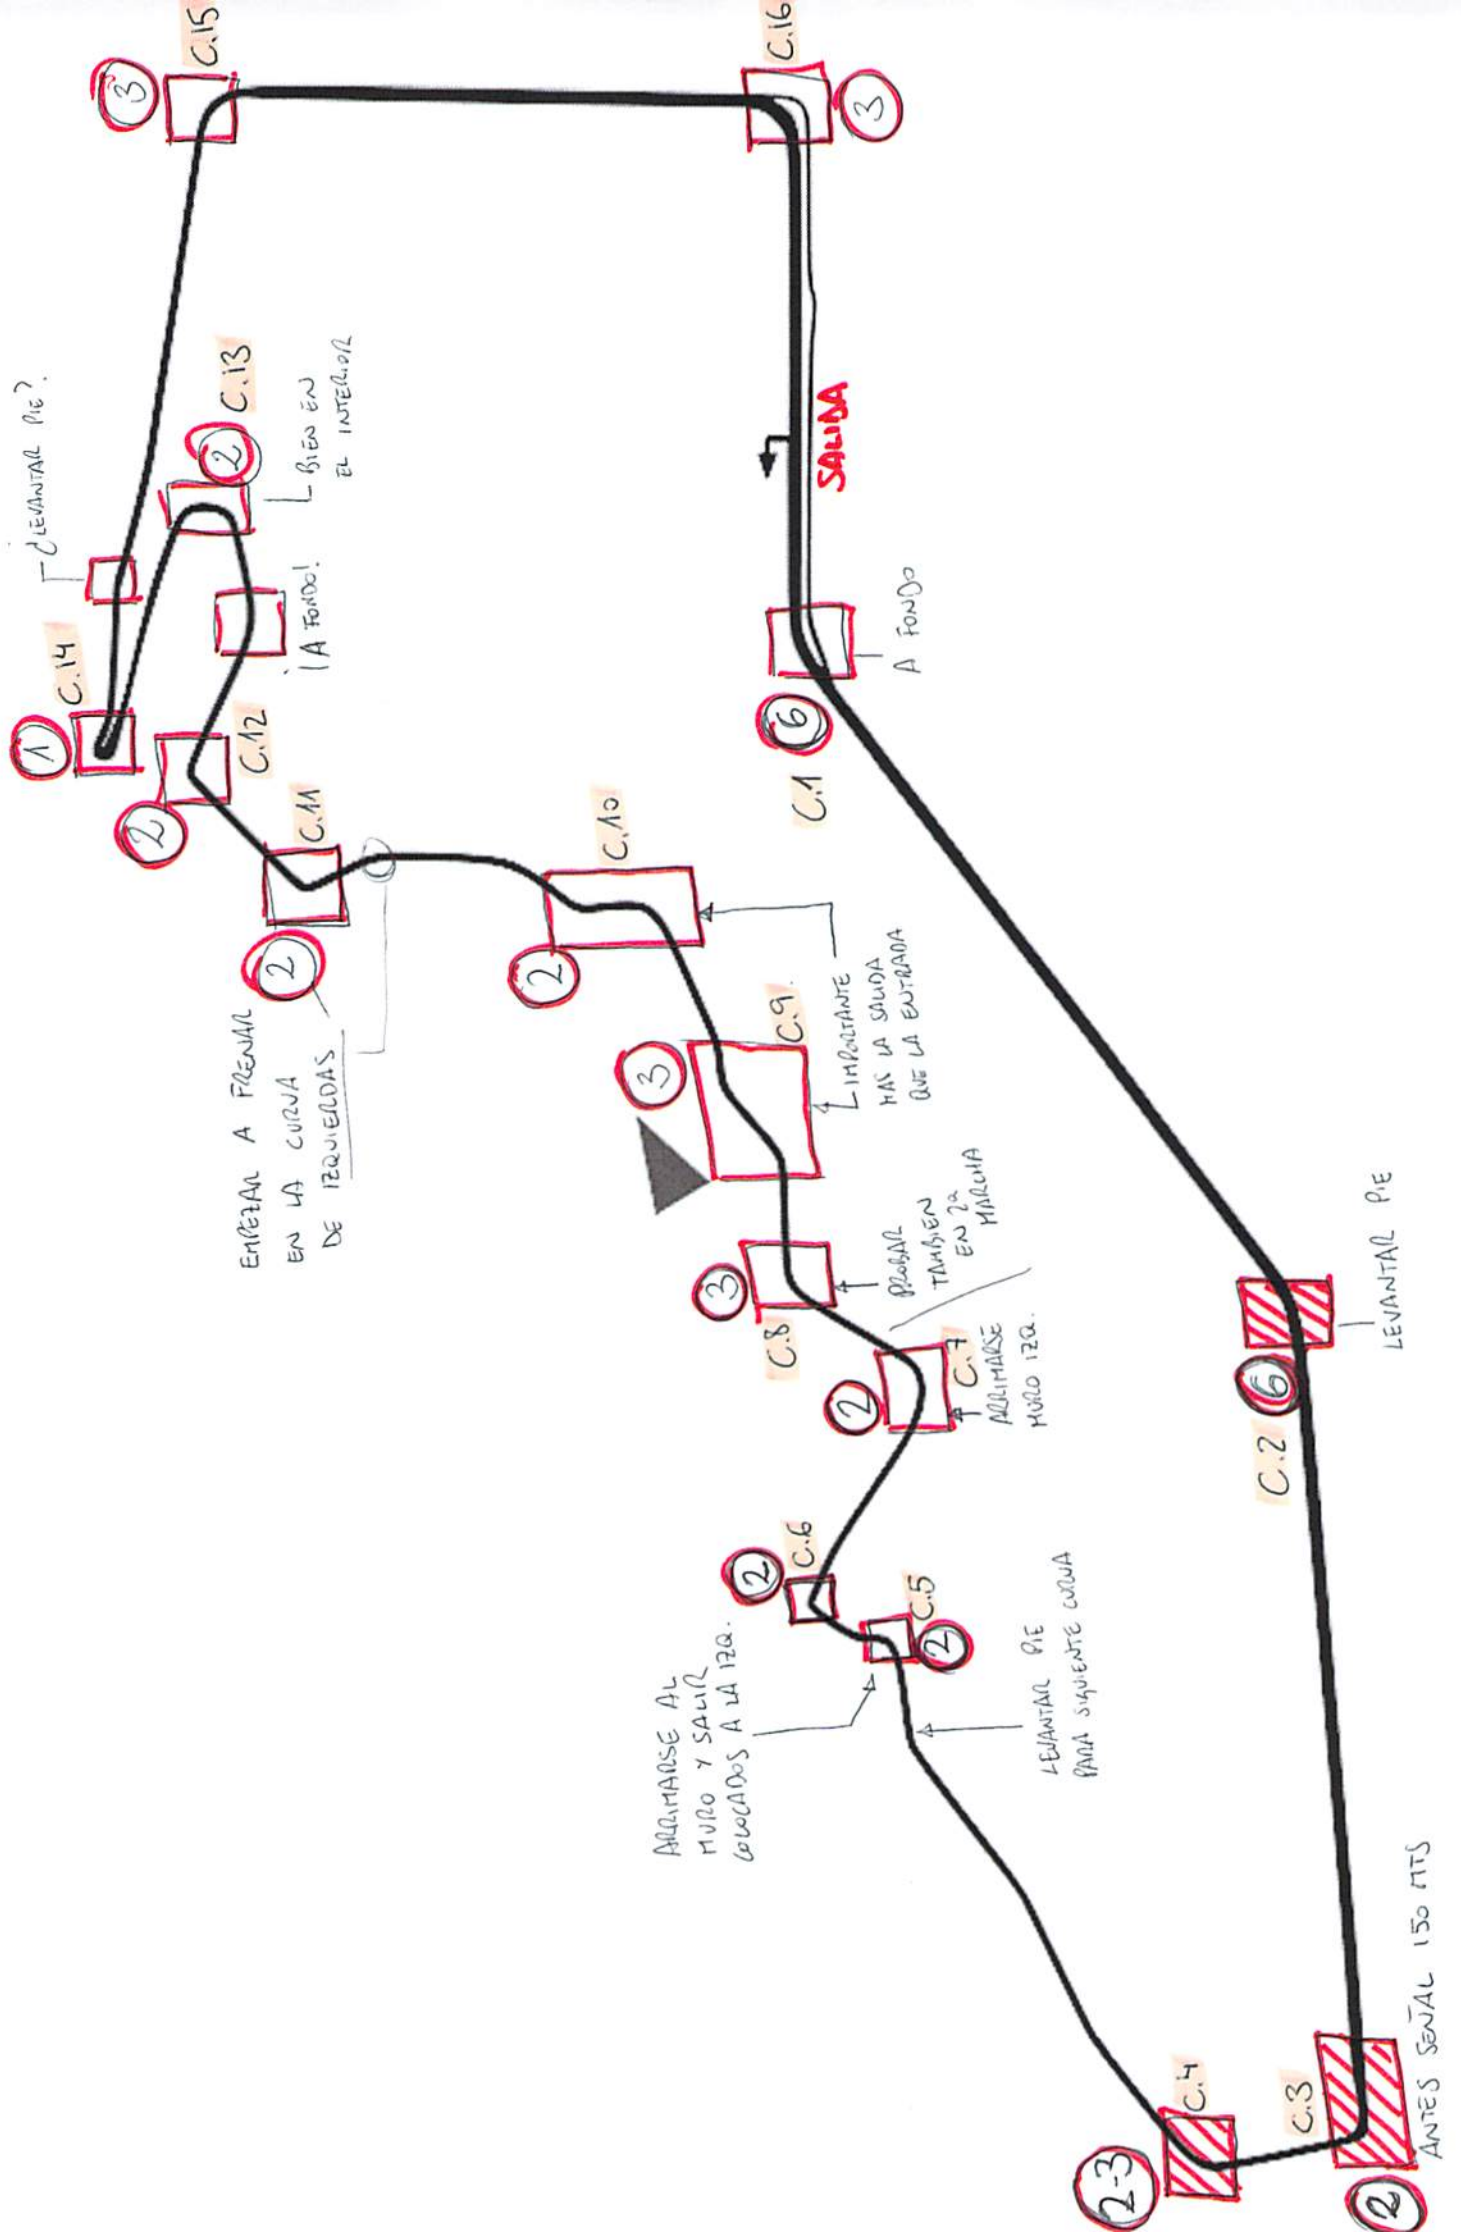 3
C.15
C.16
3
¿LEVANTAR PIE?
C.14
1
2
C.13
BIEN EN
EL INTERIOR
¡A FONDO!
2
C.12
C.11
2
EMPEZAR A FRENAR
EN LA CURVA
DE IZQUIERDAS
C.10
2
SALIDA
C.1
6
A FONDO
3
C.9.
IMPORTANTE
MAS LA SALIDA
QUE LA ENTRADA
3
C.8
PROBAR
TAMBIEN
EN 2ª
MARCHA
2
C.7
ARRIMARSE
MURO IZQ.
2
C.6
C.5
2
ARRIMARSE AL
MURO Y SALIR
COLOCADOS A LA IZQ.
LEVANTAR PIE
PARA SIGUIENTE CURVA
C.2
6
LEVANTAR PIE
2-3
C.4
C.3
2
ANTES SEÑAL 150 MTS